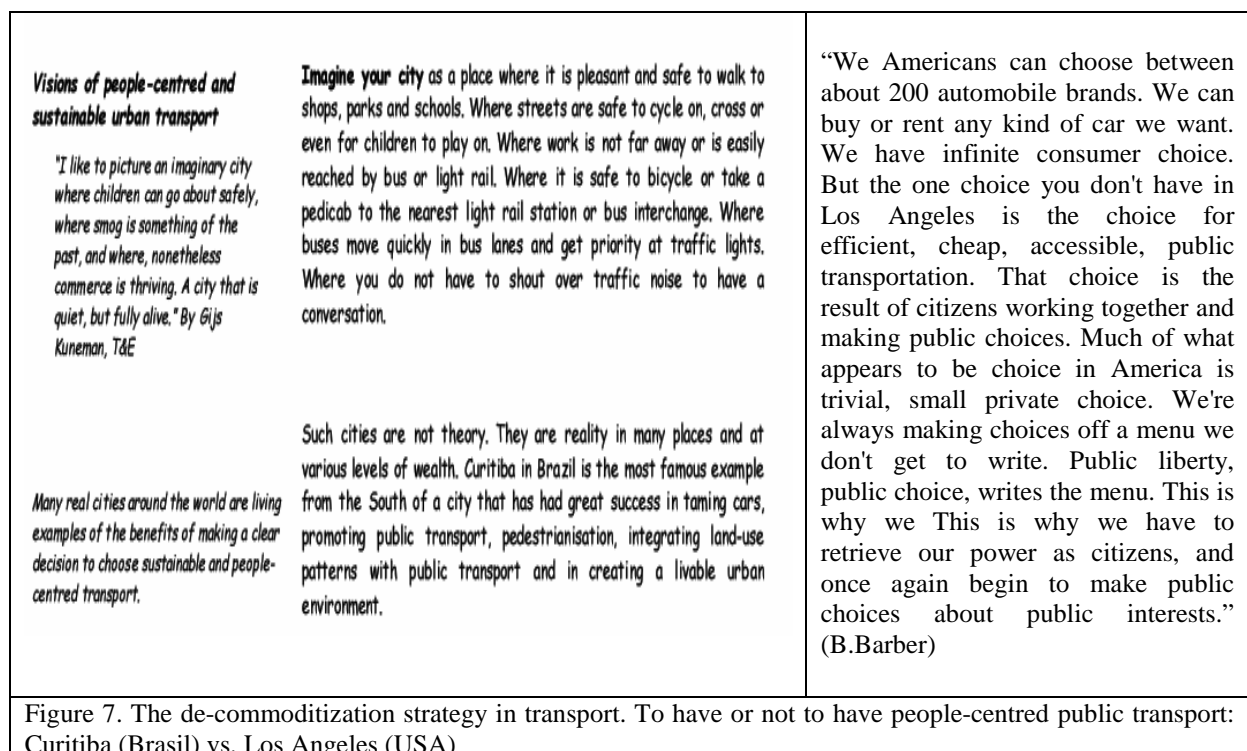 Visions of people-centred and
sustainable urban transport
"I like to picture an imaginary city
where children can go about safely,
where smog is something of the
past, and where, nonetheless
commerce is thriving. A city that is
quiet, but fully alive." By Gijs
Kuneman, T&E
Many real cities around the world are living
examples of the benefits of making a clear
decision to choose sustainable and people-
centred transport.
Imagine your city as a place where it is pleasant and safe to walk to
shops, parks and schools. Where streets are safe to cycle on, cross or
even for children to play on. Where work is not far away or is easily
reached by bus or light rail. Where it is safe to bicycle or take a
pedicab to the nearest light rail station or bus interchange. Where
buses move quickly in bus lanes and get priority at traffic lights.
Where you do not have to shout over traffic noise to have a
conversation.
Such cities are not theory. They are reality in many places and at
various levels of wealth. Curitiba in Brazil is the most famous example
from the South of a city that has had great success in taming cars,
promoting public transport, pedestrianisation, integrating land-use
patterns with public transport and in creating a livable urban
environment.
“We Americans can choose between
about 200 automobile brands. We can
buy or rent any kind of car we want.
We have infinite consumer choice.
But the one choice you don't have in
Los Angeles is the choice for
efficient, cheap, accessible, public
transportation. That choice is the
result of citizens working together and
making public choices. Much of what
appears to be choice in America is
trivial, small private choice. We're
always making choices off a menu we
don't get to write. Public liberty,
public choice, writes the menu. This is
why we This is why we have to
retrieve our power as citizens, and
once again begin to make public
choices about public interests.”
(B.Barber)
Figure 7. The de-commoditization strategy in transport. To have or not to have people-centred public transport:
Curitiba (Brasil) vs. Los Angeles (USA)